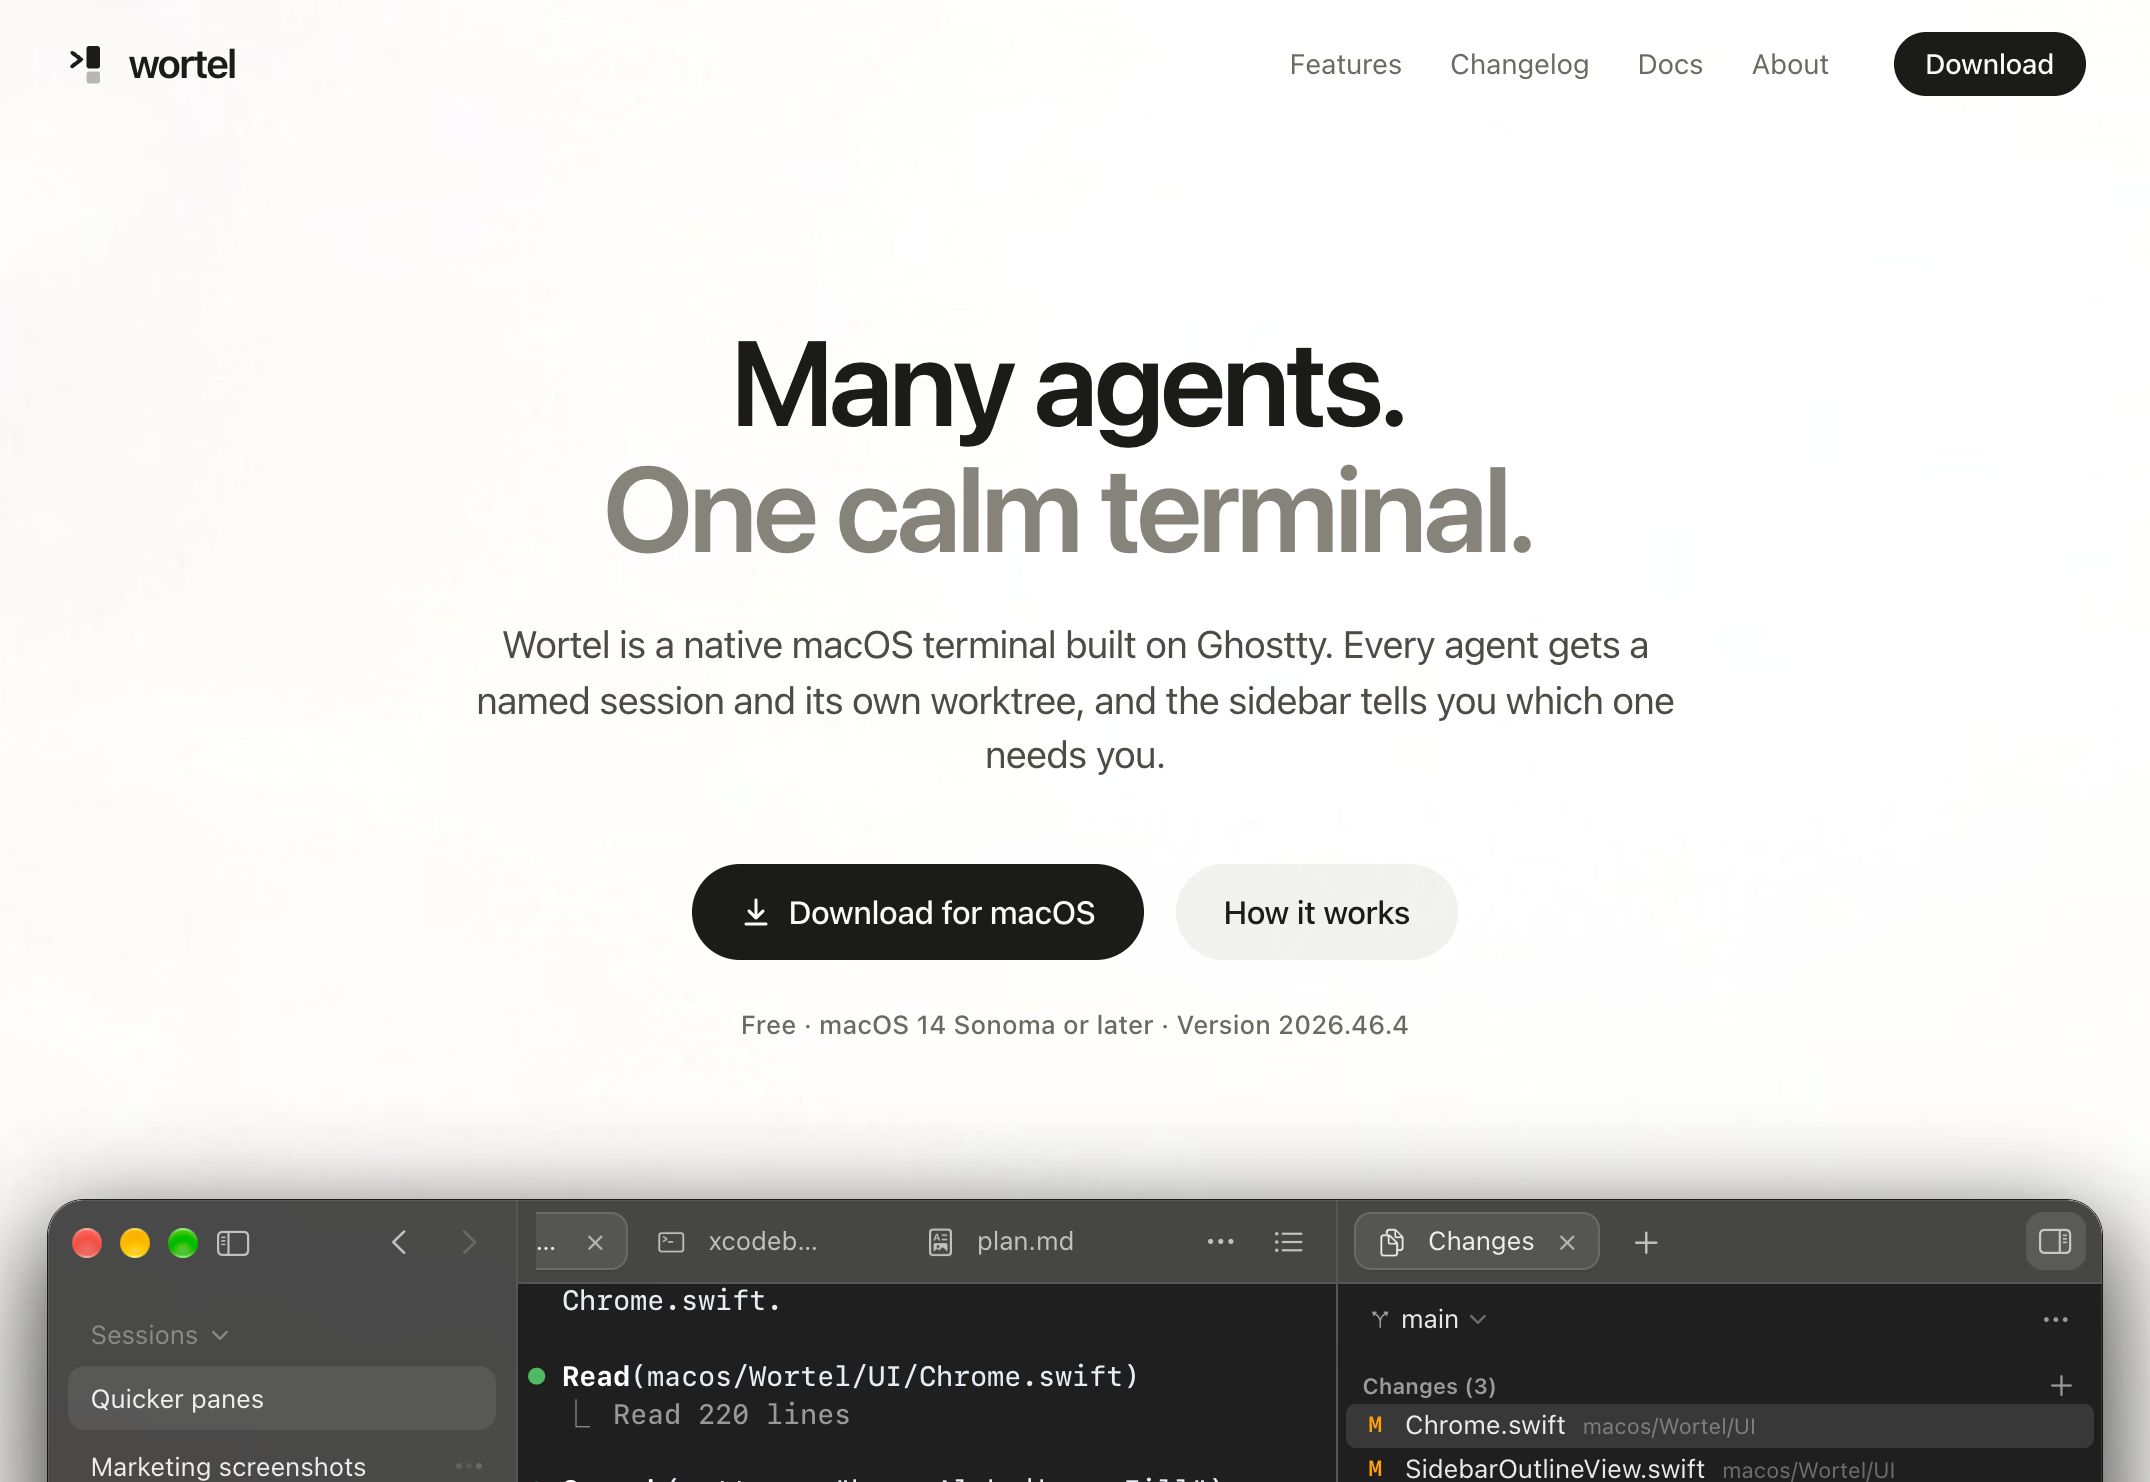 wortel
Features Changelog Docs About Download
Many agents.
One calm terminal.
Wortel is a native macOS terminal built on Ghostty. Every agent gets a
named session and its own worktree, and the sidebar tells you which one
needs you.
Download for macOS How it works
Free · macOS 14 Sonoma or later · Version 2026.46.4
... xcodeb... plan.md
Changes
Sessions
Quicker panes
Marketing screenshots
Chrome.swift.
Read(macos/Wortel/UI/Chrome.swift)
Read 220 lines
main
Changes (3)
M Chrome.swift macos/Wortel/UI
M SidebarOutlineView.swift macos/Wortel/UI